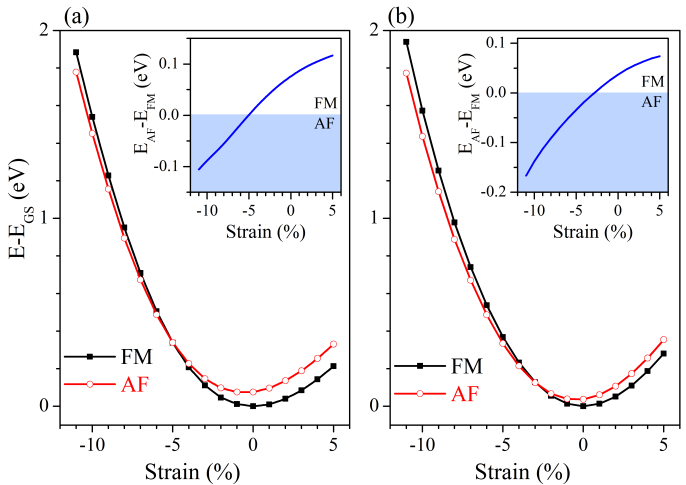 (a)
2
1
0
E-E_GS (eV)
-10
-5
0
5
Strain (%)
FM
AF
0.1
0.0
-0.1
E_AF-E_FM (eV)
FM
AF
-10
-5
0
5
Strain (%)
(b)
2
1
0
-10
-5
0
5
Strain (%)
FM
AF
0.1
0.0
-0.1
-0.2
E_AF-E_FM (eV)
FM
AF
-10
-5
0
5
Strain (%)